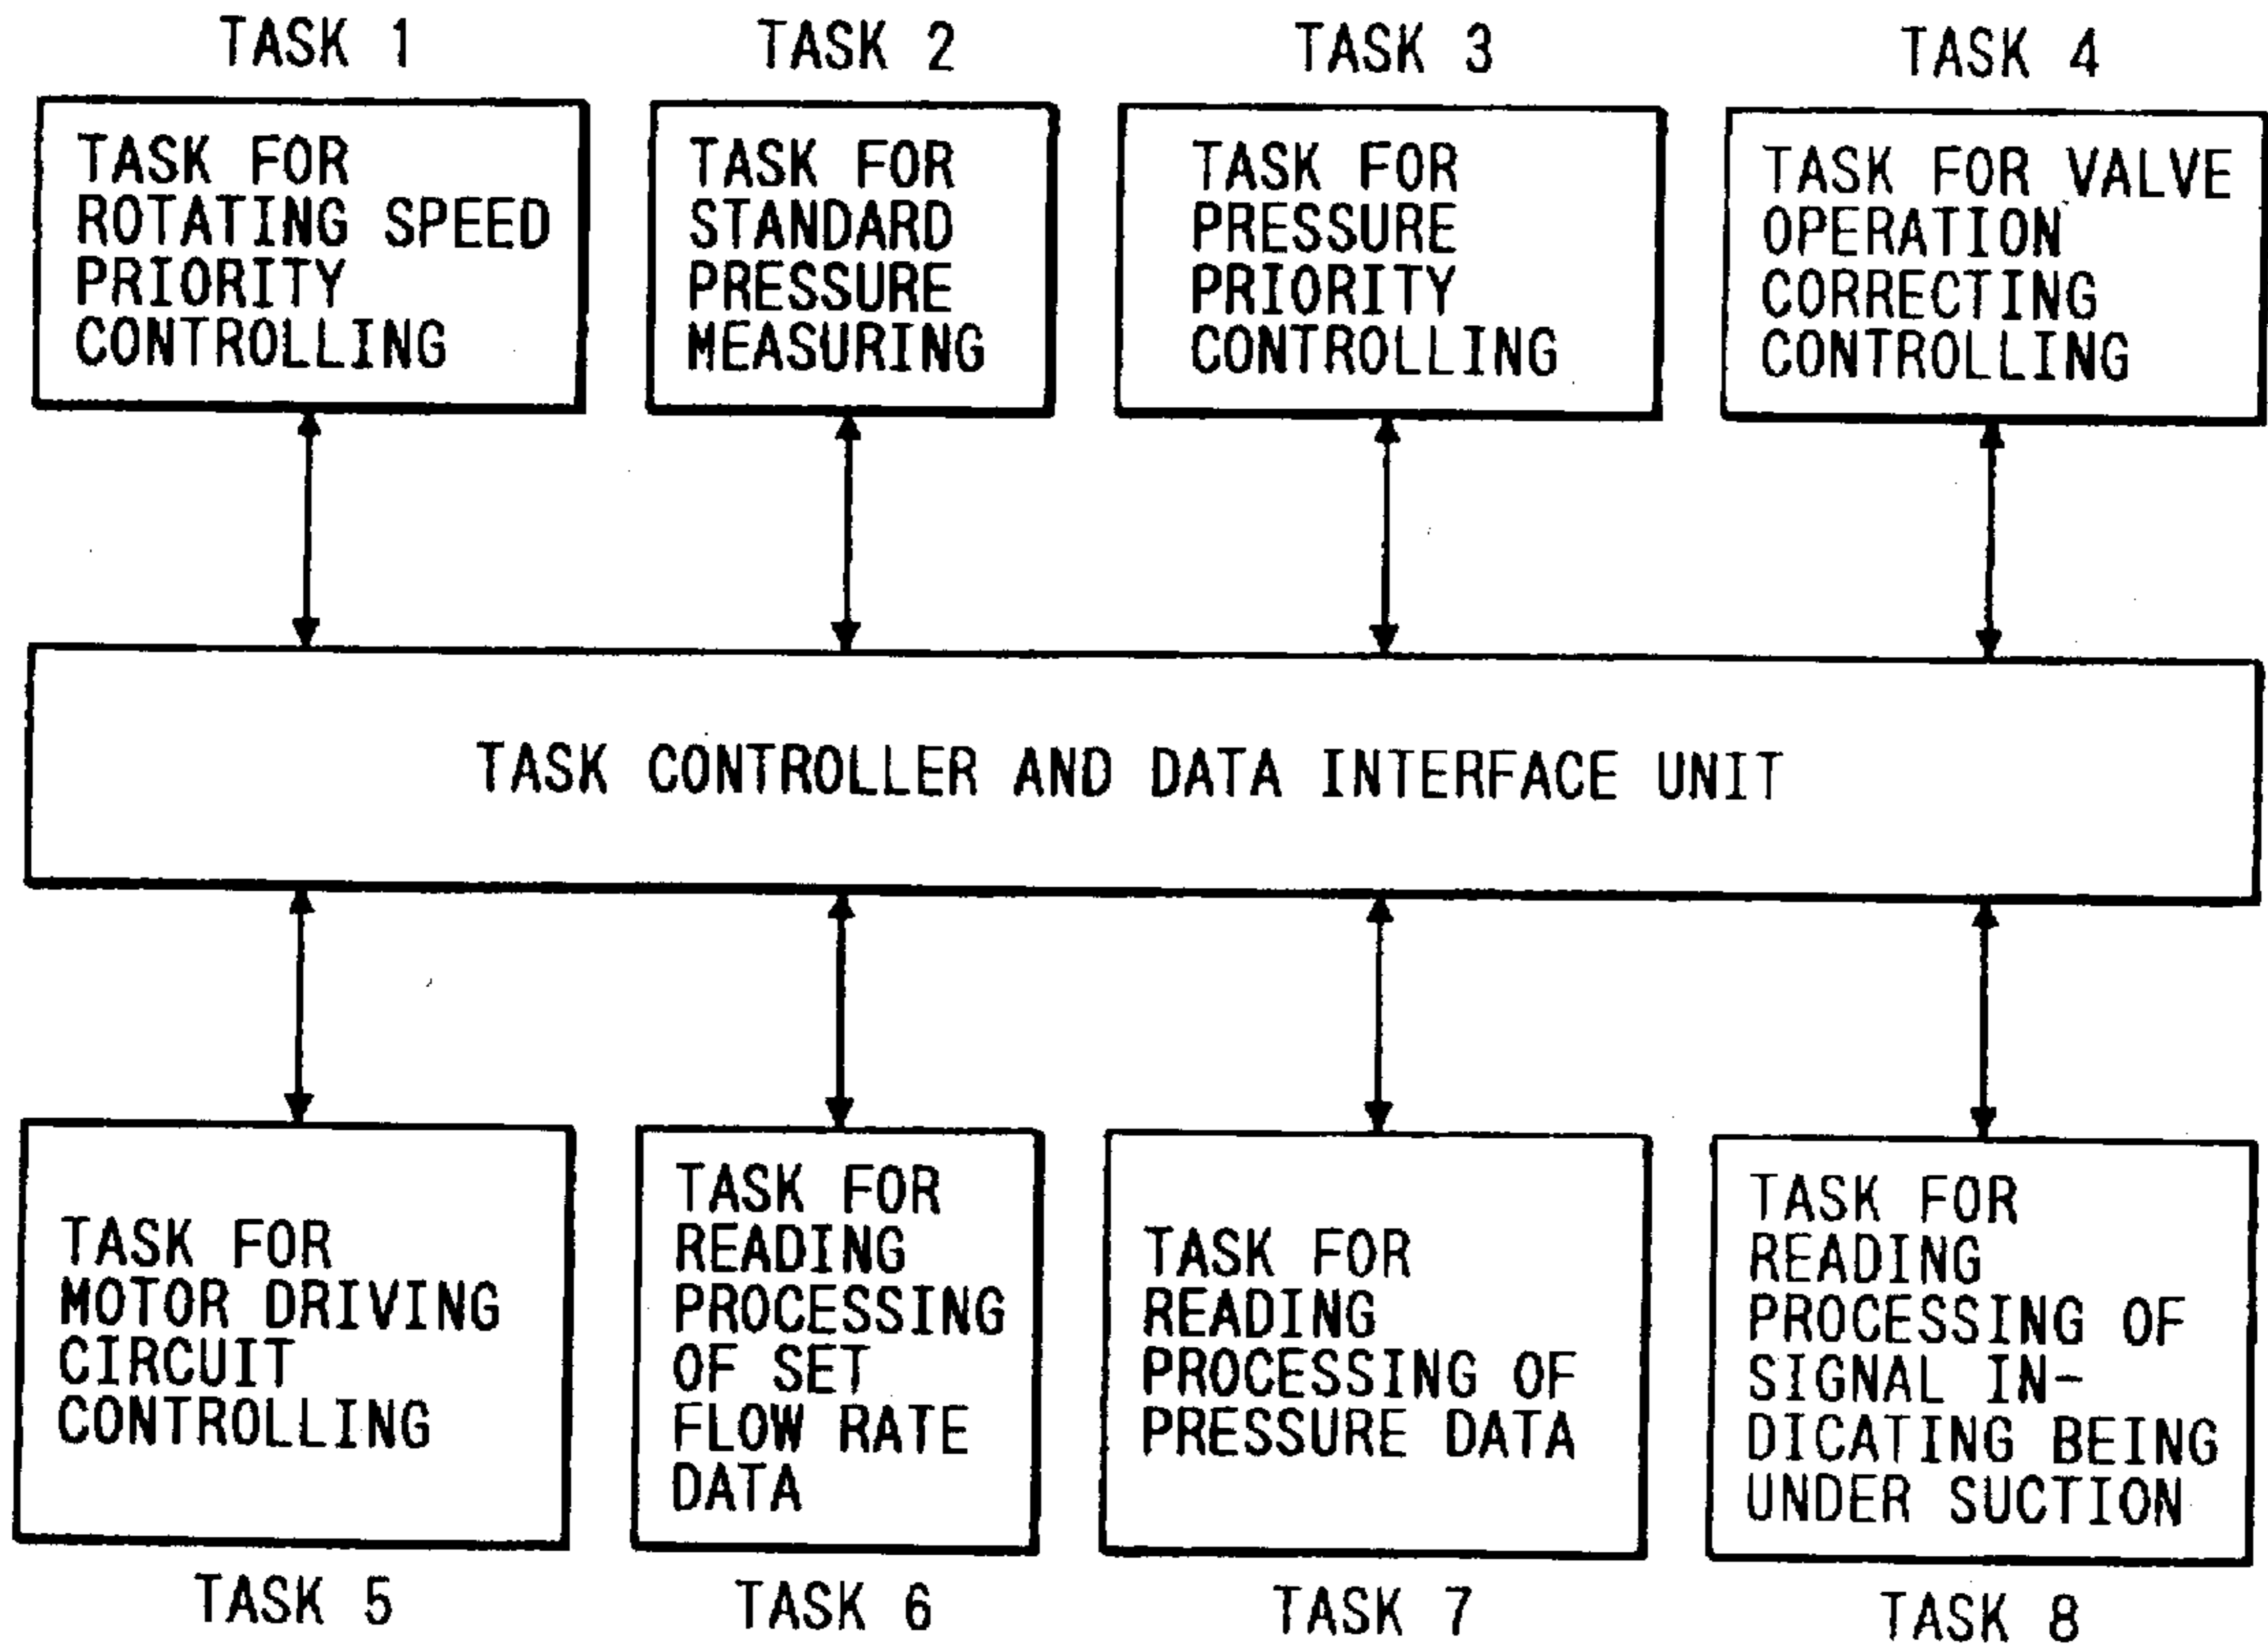 TASK 1
TASK FOR
ROTATING SPEED
PRIORITY
CONTROLLING
TASK 2
TASK FOR
STANDARD
PRESSURE
MEASURING
TASK 3
TASK FOR
PRESSURE
PRIORITY
CONTROLLING
TASK 4
TASK FOR VALVE
OPERATION
CORRECTING
CONTROLLING
TASK CONTROLLER AND DATA INTERFACE UNIT
TASK FOR
MOTOR DRIVING
CIRCUIT
CONTROLLING
TASK 5
TASK FOR
READING
PROCESSING
OF SET
FLOW RATE
DATA
TASK 6
TASK FOR
READING
PROCESSING OF
PRESSURE DATA
TASK 7
TASK FOR
READING
PROCESSING OF
SIGNAL IN-
DICATING BEING
UNDER SUCTION
TASK 8